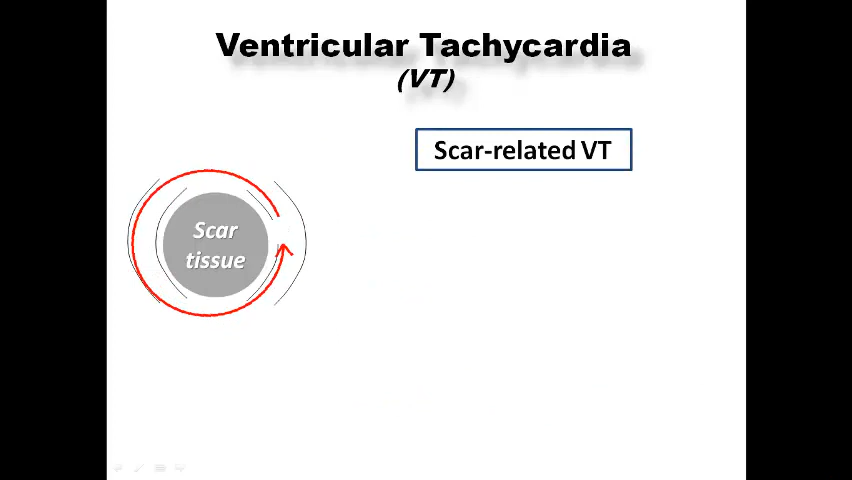 Ventricular Tachycardia
(VT)
Scar-related VT
Scar
tissue